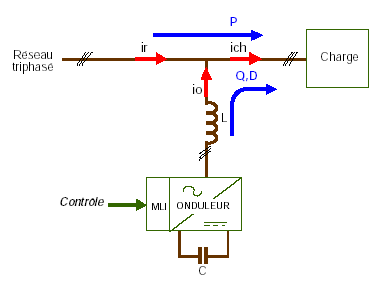 P
Réseau
triphasé
ir
ich
Charge
Q,D
io
L
Contrôle
MLI
ONDULEUR
C